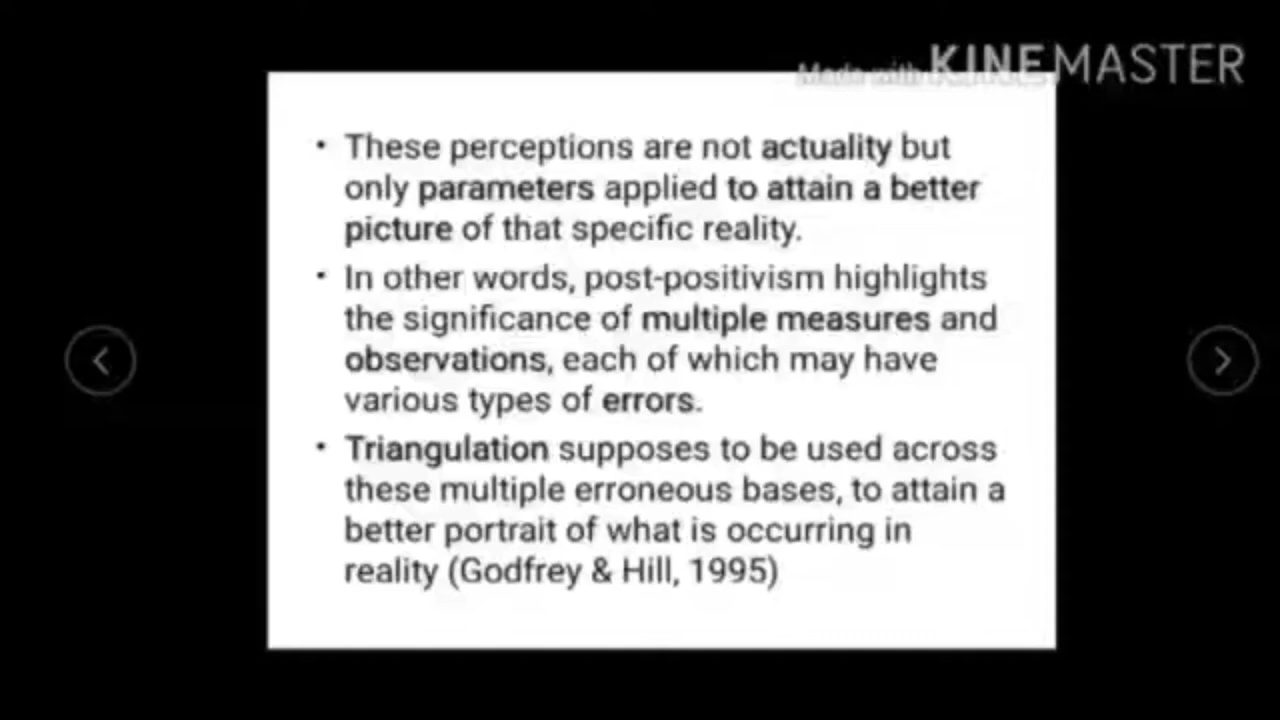 Made with KINEMASTER
• These perceptions are not actuality but
only parameters applied to attain a better
picture of that specific reality.
• In other words, post-positivism highlights
the significance of multiple measures and
observations, each of which may have
various types of errors.
• Triangulation supposes to be used across
these multiple erroneous bases, to attain a
better portrait of what is occurring in
reality (Godfrey & Hill, 1995)